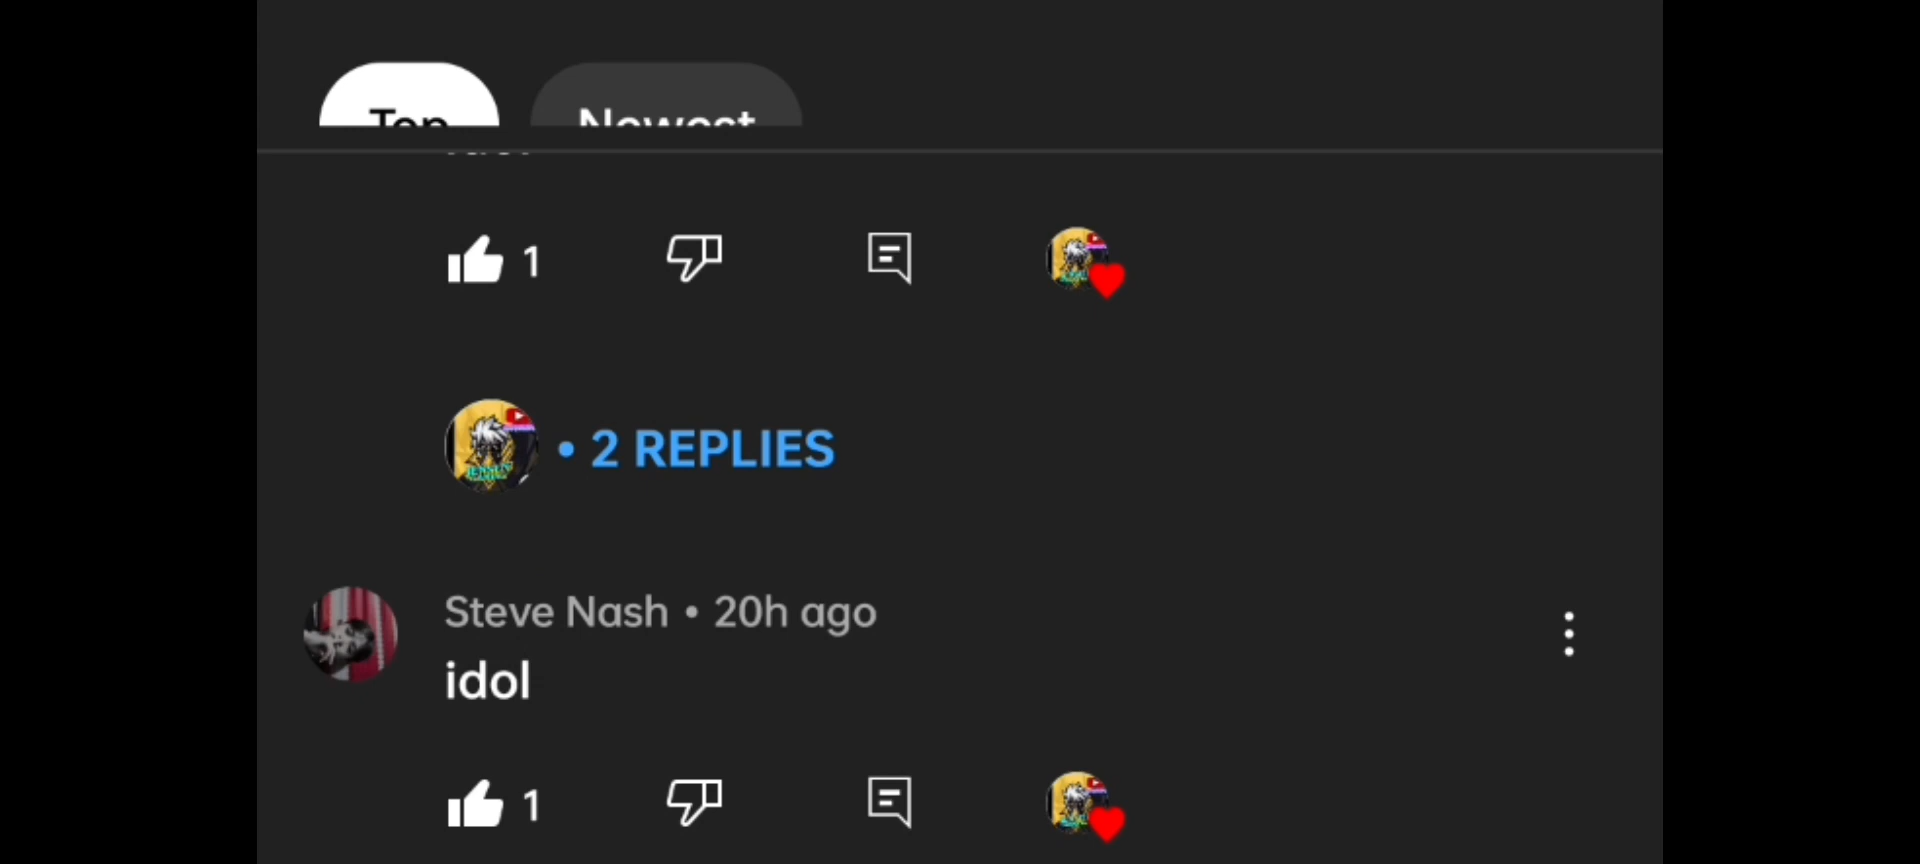 Top
Newest
1
• 2 REPLIES
Steve Nash • 20h ago
idol
1